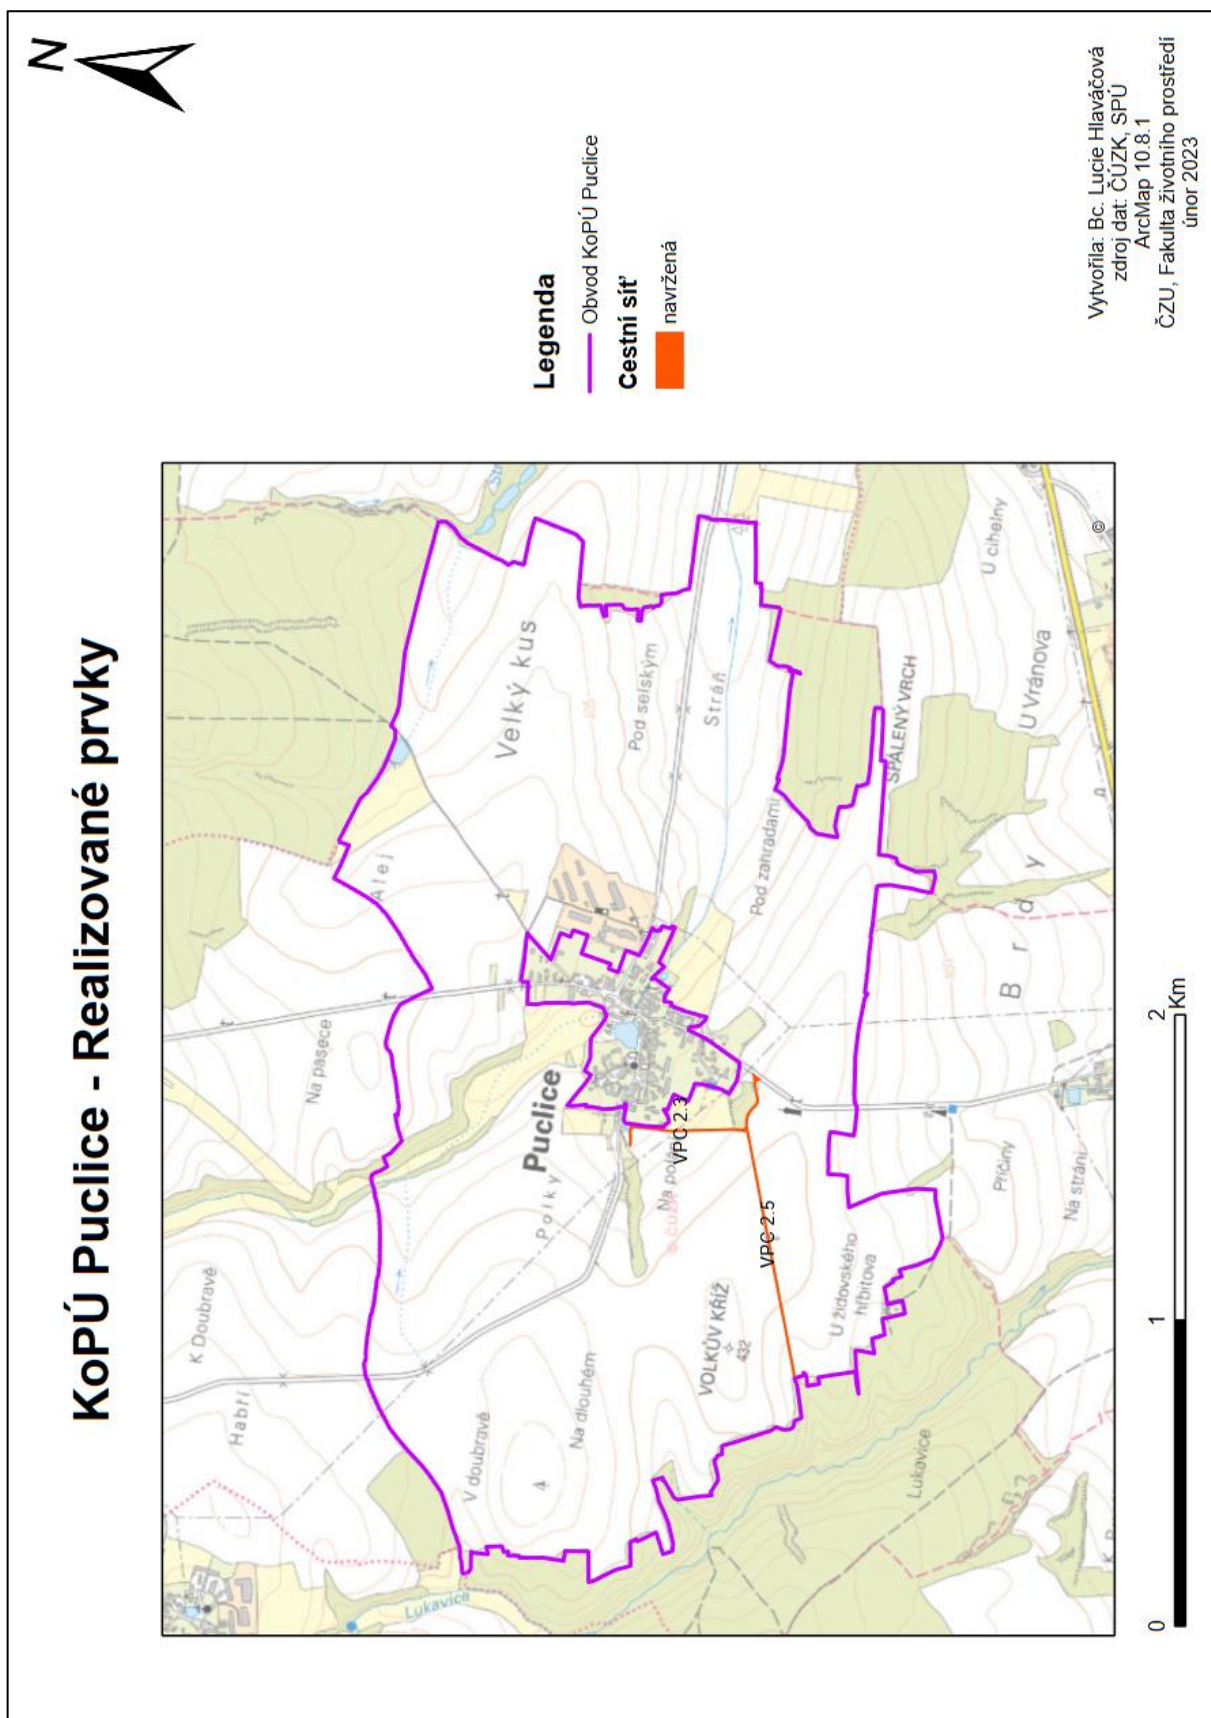 KoPÚ Puclice - Realizované prvky
N
Legenda
Obvod KoPÚ Puclice
Cestní síť
navržená
Habří
K Doubravě
Na pasece
Alej
V doubravě
Na dlouhém
Polky
Puclice
Velký kus
405
Pod selským
Stráň
Na polá
© ČÚZK
VPC 2.3
VPC 2.5
VOLKŮV KŘÍŽ
432
Pod zahradami
U židovského
hřbitova
SPÁLENÝ VRCH
U cihelny
U Vránova
Brdy
Příčiny
Na stráni
Lukavice
Lukavice
©
0
1
2
Km
Vytvořila: Bc. Lucie Hlaváčová
zdroj dat: ČÚZK, SPÚ
ArcMap 10.8.1
ČZU, Fakulta životního prostředí
únor 2023